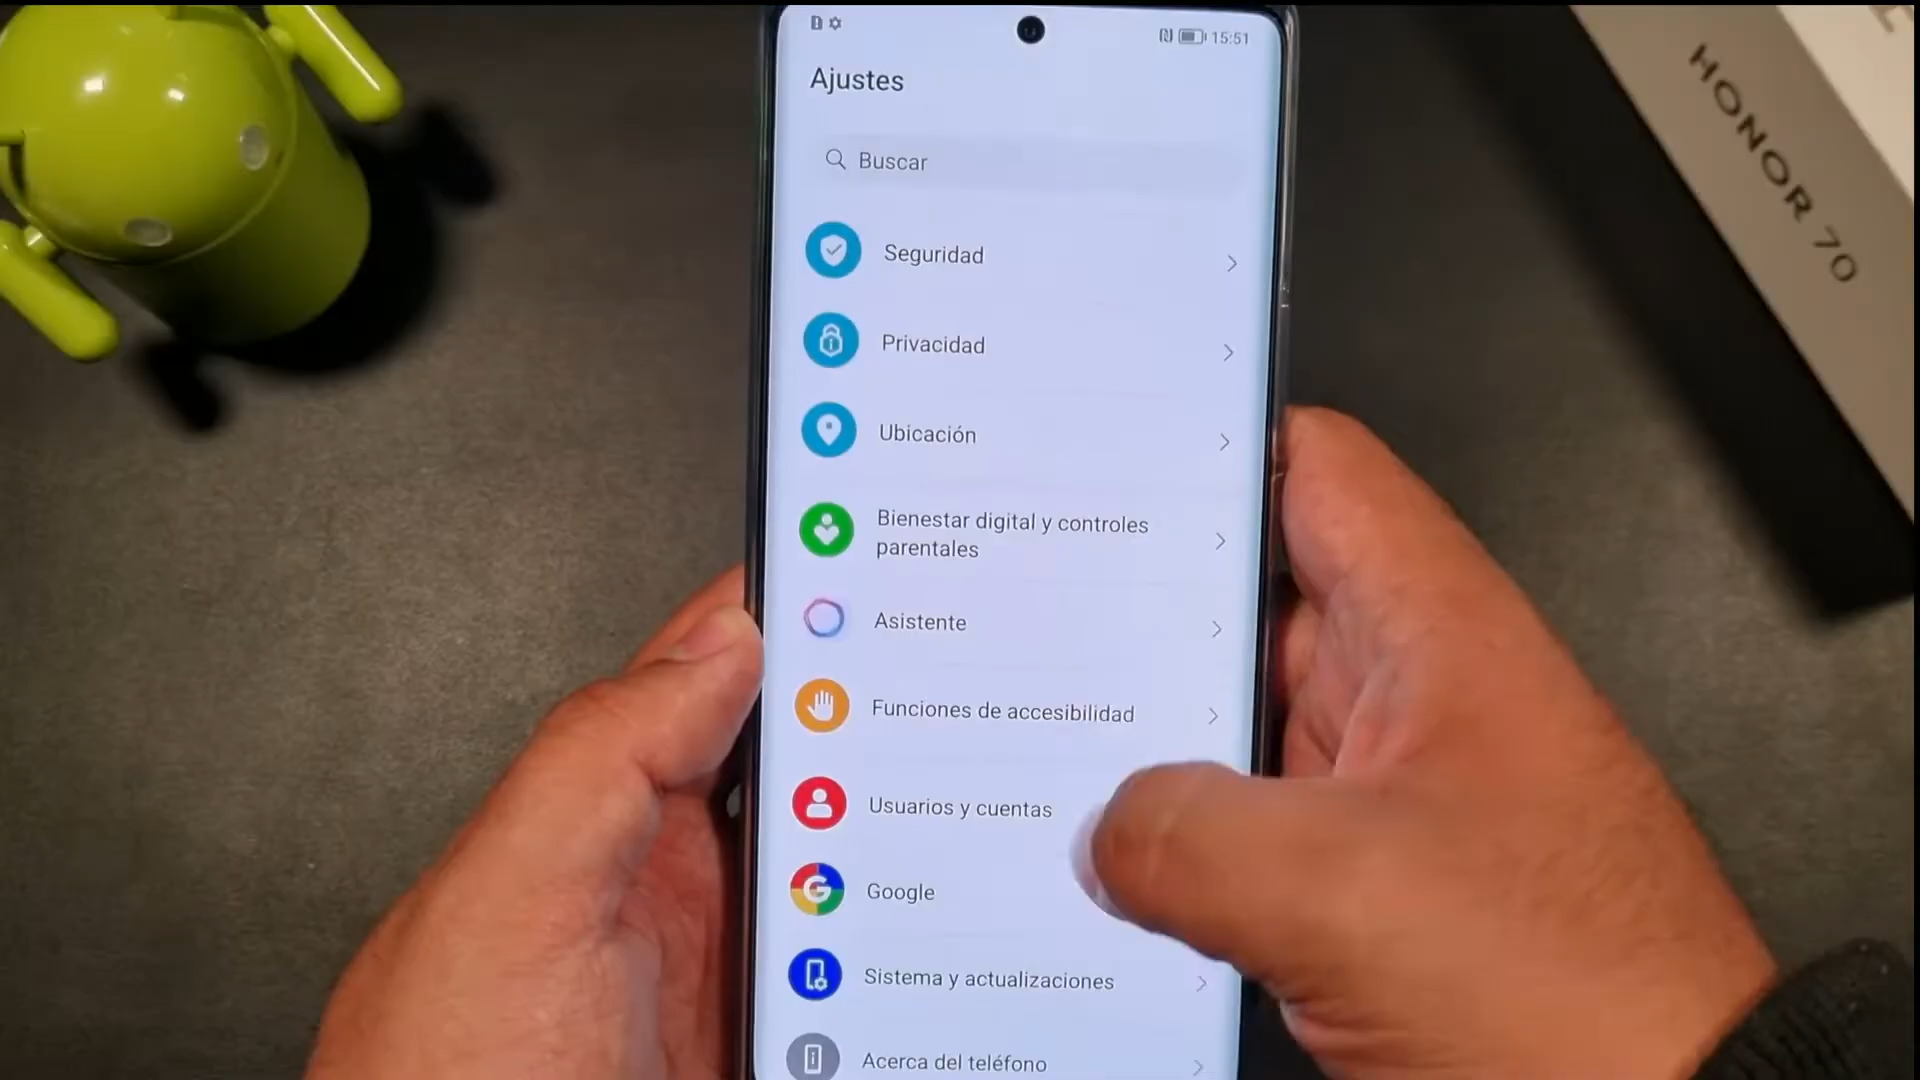 15:51
Ajustes
Buscar
Seguridad
Privacidad
Ubicación
Bienestar digital y controles
parentales
Asistente
Funciones de accesibilidad
Usuarios y cuentas
Google
Sistema y actualizaciones
Acerca del teléfono
HONOR 70